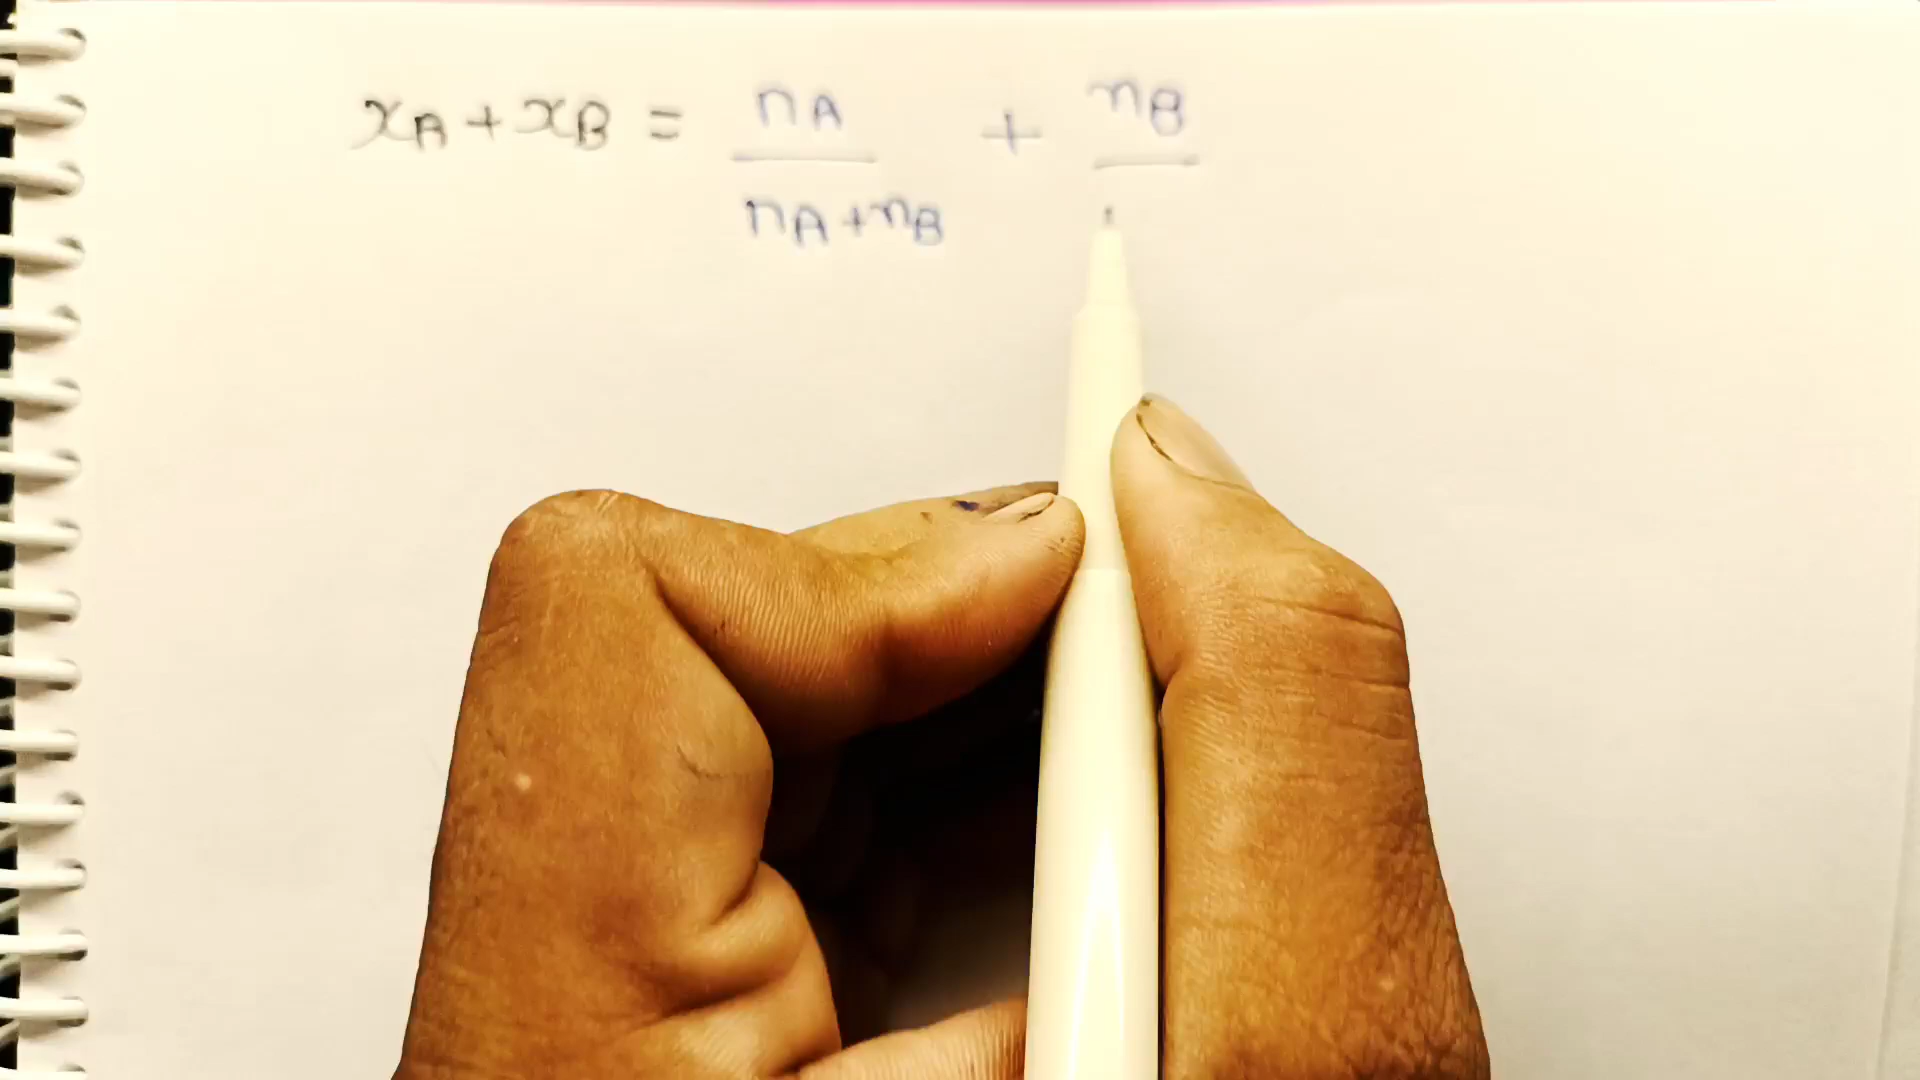 xA + xB = nA / nA + nB + nB /